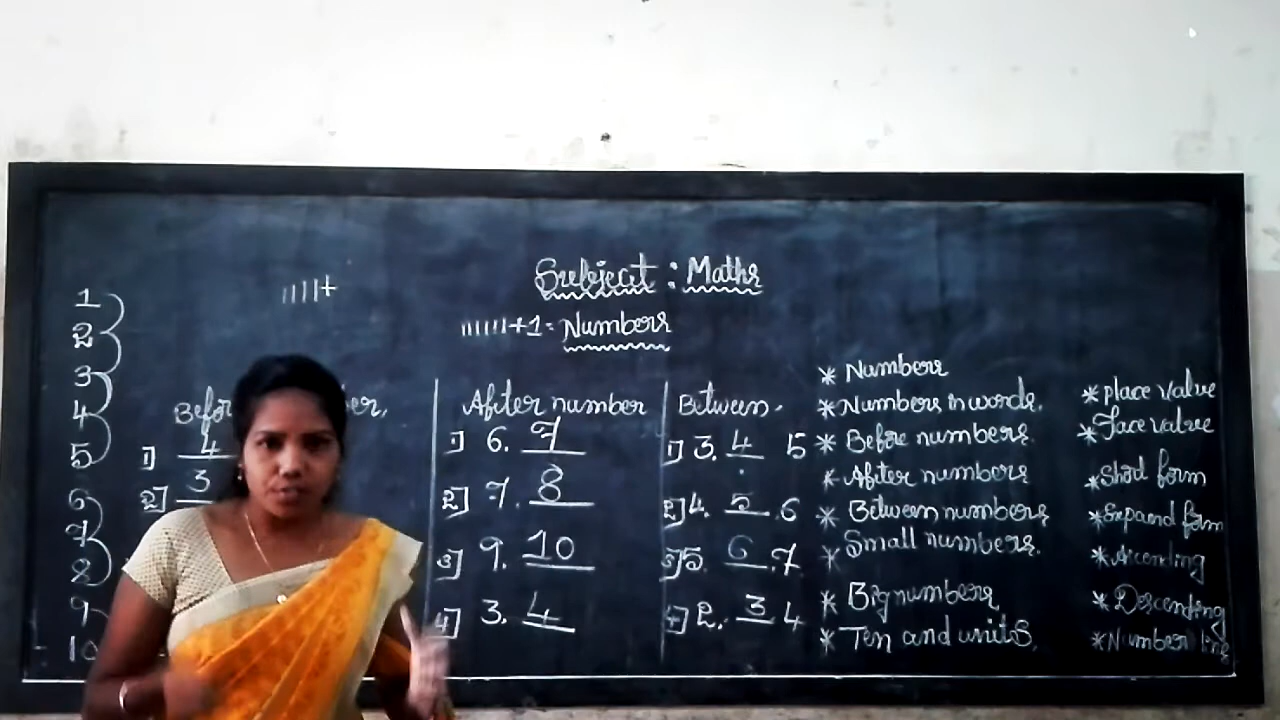 Subject : Maths
+1= Numbers
1
2
3
4
5
6
7
8
9
10
1] 4
2] 3
After number
1] 6. 7
2] 7. 8
3] 9. 10
4] 3. 4
Between.
1] 3. 4 5
2] 4. 5 .6
3] 5. 6 .7
4] 2. 3 4
* Numbers
* Numbers in words.
* Before numbers.
* After numbers
* Between numbers
* Small numbers.
* Big numbers
* Ten and units.
* place value
* Face value
* Short form
* Expand form
* Ascending
* Descending
* Number line